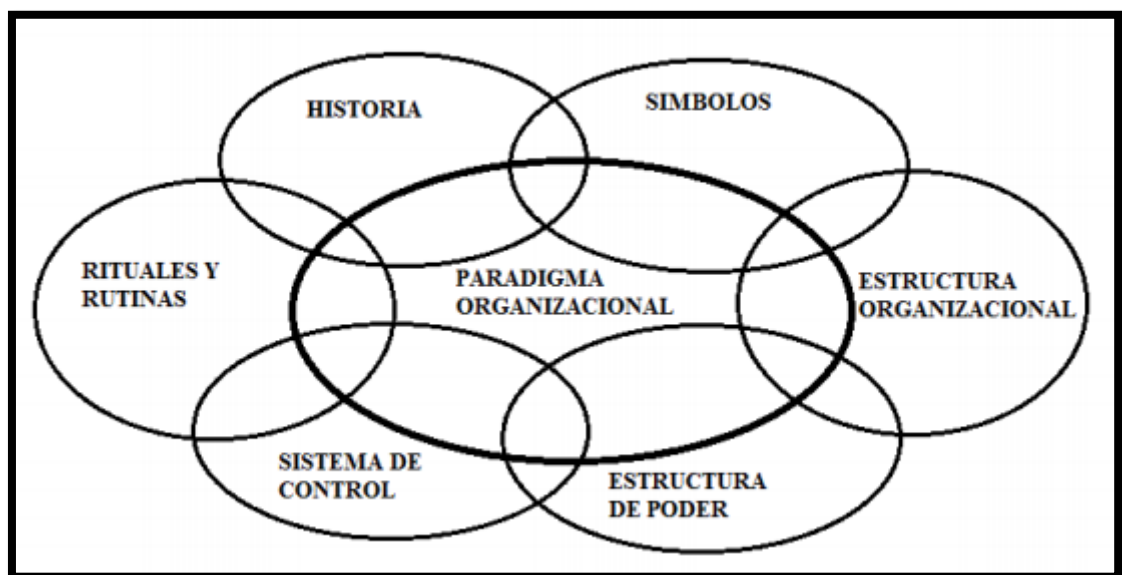 HISTORIA
SIMBOLOS
RITUALES Y
RUTINAS
PARADIGMA
ORGANIZACIONAL
ESTRUCTURA
ORGANIZACIONAL
SISTEMA DE
CONTROL
ESTRUCTURA
DE PODER